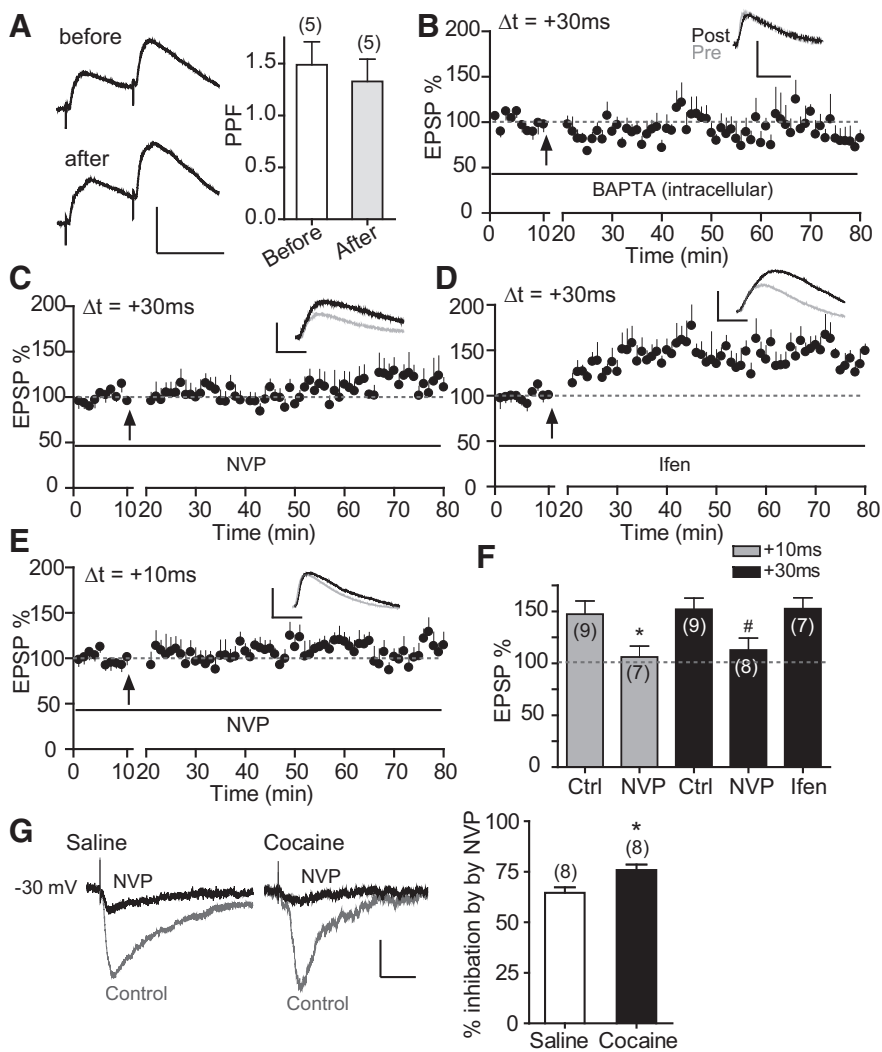 A
before
after
PPF
1.5
1.0
0.5
0.0
(5)
(5)
Before
After
B
Δt = +30ms
Post
Pre
EPSP %
200
150
100
50
0
BAPTA (intracellular)
0 10 20 30 40 50 60 70 80
Time (min)
C
Δt = +30ms
EPSP %
200
150
100
50
0
NVP
0 10 20 30 40 50 60 70 80
Time (min)
D
Δt = +30ms
EPSP %
200
150
100
50
0
Ifen
0 10 20 30 40 50 60 70 80
Time (min)
E
Δt = +10ms
EPSP %
200
150
100
50
0
NVP
0 10 20 30 40 50 60 70 80
Time (min)
F
+10ms
+30ms
EPSP %
150
100
50
0
(9)
*
(7)
(9)
#
(8)
(7)
Ctrl NVP Ctrl NVP Ifen
G
Saline
Cocaine
-30 mV
NVP
NVP
Control
Control
% inhibation by by NVP
100
75
50
25
0
(8)
*
(8)
Saline Cocaine